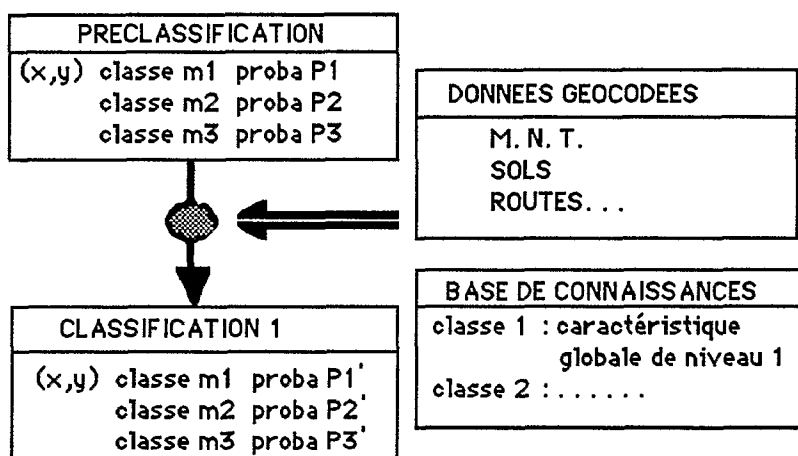 PRECLASSIFICATION
(x,y) classe m1 proba P1
classe m2 proba P2
classe m3 proba P3
DONNEES GEOCODEES
M. N. T.
SOLS
ROUTES...
BASE DE CONNAISSANCES
classe 1 : caractéristique
globale de niveau 1
classe 2 : ......
CLASSIFICATION 1
(x,y) classe m1 proba P1'
classe m2 proba P2'
classe m3 proba P3'